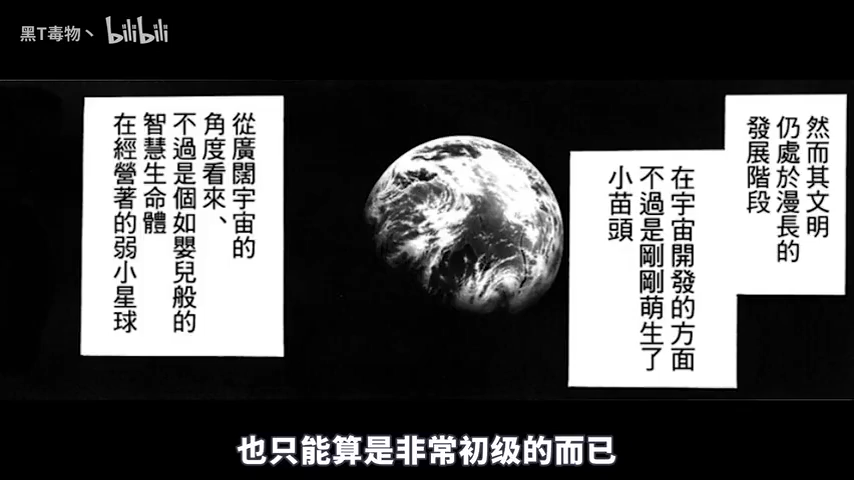 黑T毒物丶 bilibili
然而其文明
仍處於漫長的
發展階段
在宇宙開發的方面
不過是剛剛萌生了
小苗頭
從廣闊宇宙的
角度看來、
不過是個如嬰兒般的
智慧生命體
在經營著的弱小星球
也只能算是非常初级的而已